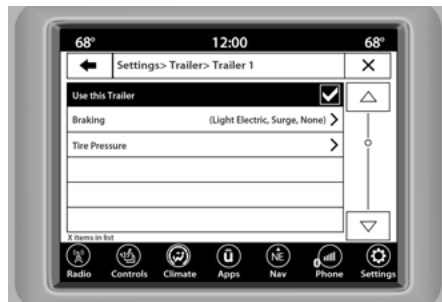 68° 12:00 68°
Settings> Trailer> Trailer 1
Use this Trailer
Braking (Light Electric, Surge, None)
Tire Pressure
X items in list
ü NE
Radio Controls Climate Apps Nav Phone Settings